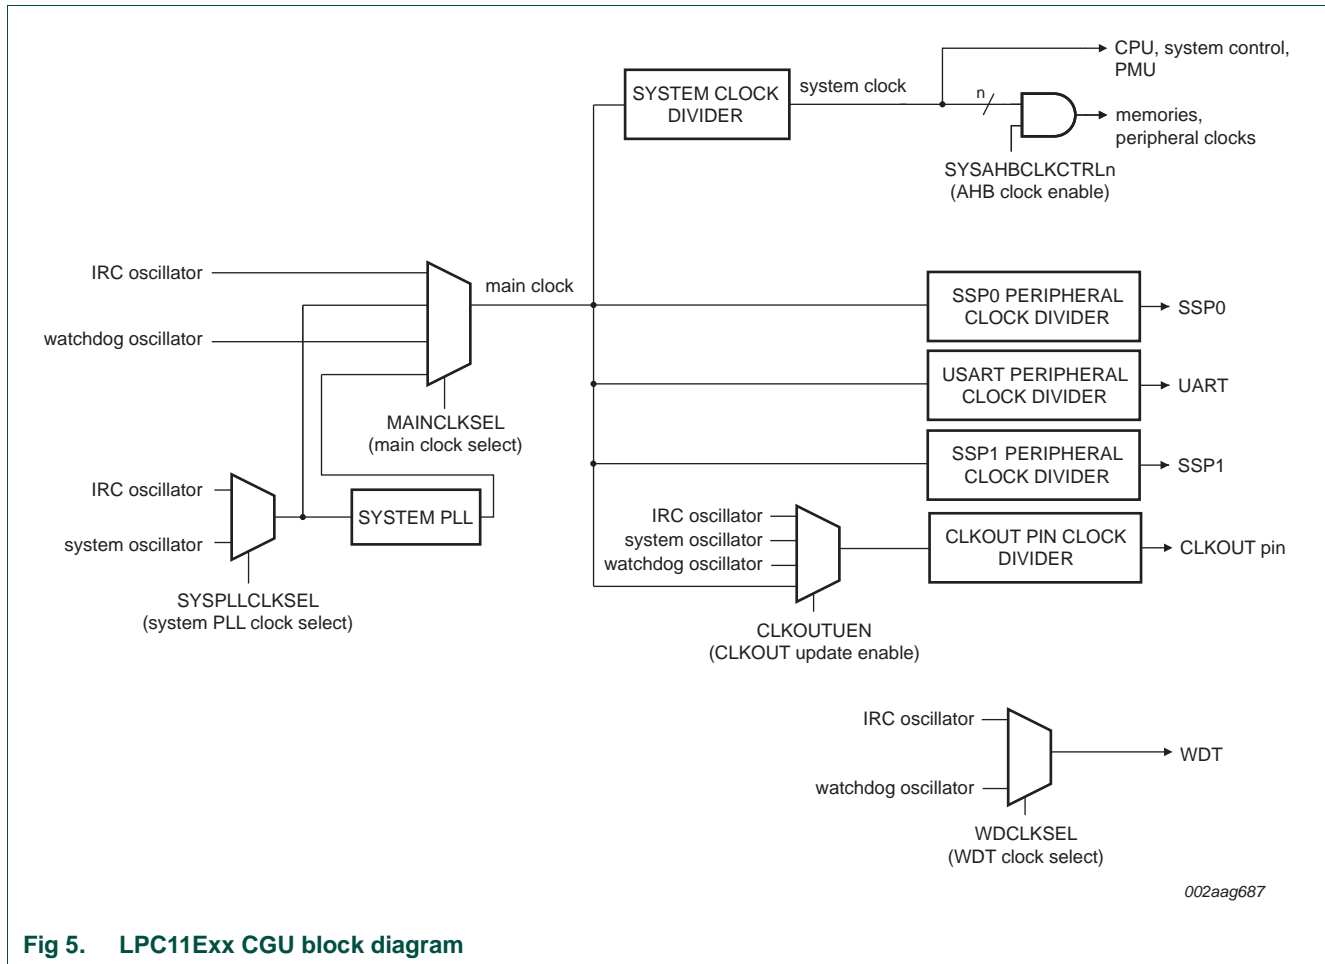 CPU, system control,
PMU
SYSTEM CLOCK
DIVIDER
system clock
n
memories,
peripheral clocks
SYSAHBCLKCTRLn
(AHB clock enable)
IRC oscillator
main clock
watchdog oscillator
MAINCLKSEL
(main clock select)
SSP0 PERIPHERAL
CLOCK DIVIDER
SSP0
USART PERIPHERAL
CLOCK DIVIDER
UART
SSP1 PERIPHERAL
CLOCK DIVIDER
SSP1
IRC oscillator
system oscillator
SYSTEM PLL
SYSPLLCLKSEL
(system PLL clock select)
IRC oscillator
system oscillator
watchdog oscillator
CLKOUT PIN CLOCK
DIVIDER
CLKOUT pin
CLKOUTUEN
(CLKOUT update enable)
IRC oscillator
watchdog oscillator
WDT
WDCLKSEL
(WDT clock select)
002aag687
Fig 5. LPC11Exx CGU block diagram